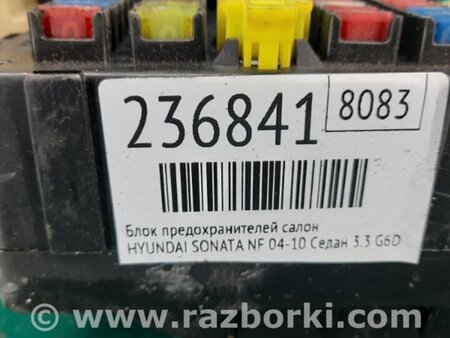 236841
8083
Блок предохранителей салон
HYUNDAI SONATA NF 04-10 Седан 3.3 G6D
www.razborki.com